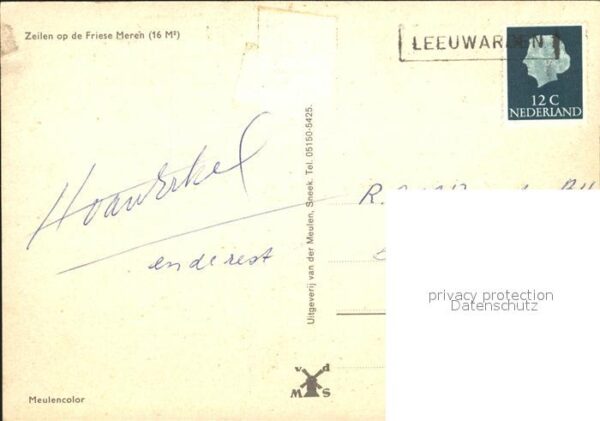 Zeilen op de Friese Meren (16 M²)
LEEUWARDEN
12 C
NEDERLAND
en de rest
Uitgeverij van der Meulen, Sneek. Tel. 05150-5425.
R.
privacy protection
Datenschutz
v d
M S
Meulencolor